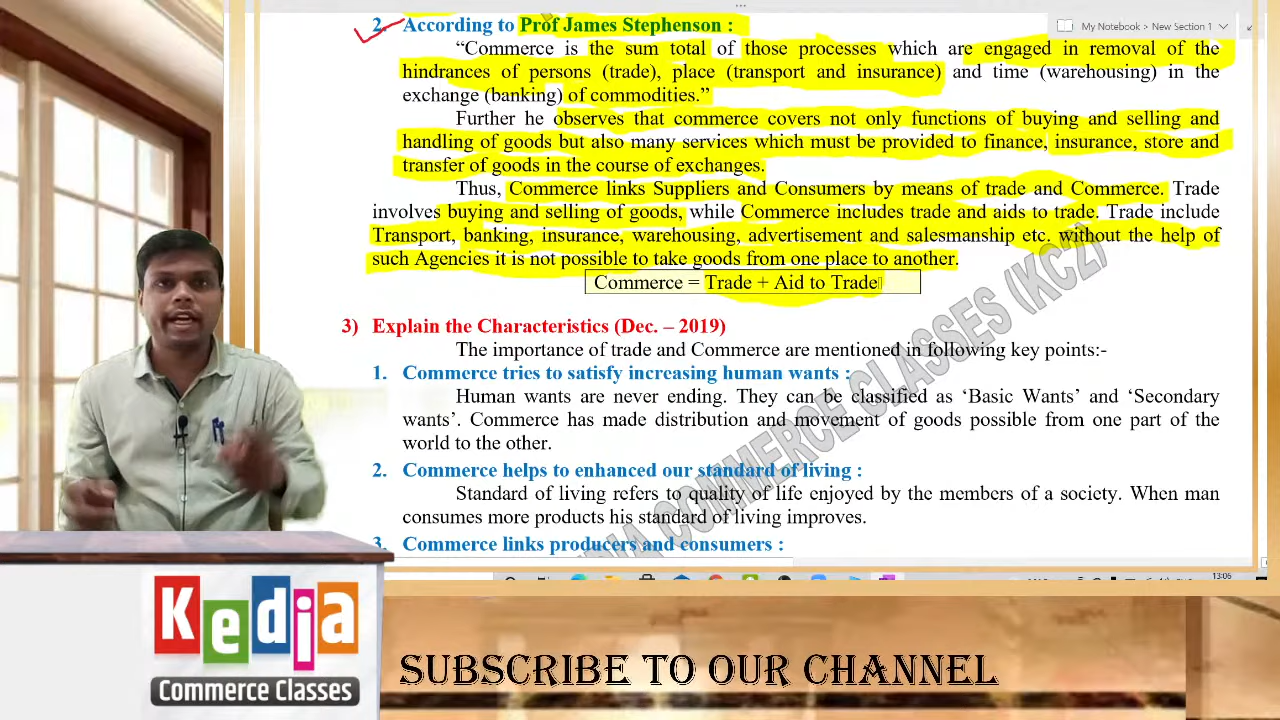 2. According to Prof James Stephenson :
My Notebook > New Section 1
“Commerce is the sum total of those processes which are engaged in removal of the
hindrances of persons (trade), place (transport and insurance) and time (warehousing) in the
exchange (banking) of commodities.”
Further he observes that commerce covers not only functions of buying and selling and
handling of goods but also many services which must be provided to finance, insurance, store and
transfer of goods in the course of exchanges.
Thus, Commerce links Suppliers and Consumers by means of trade and Commerce. Trade
involves buying and selling of goods, while Commerce includes trade and aids to trade. Trade include
Transport, banking, insurance, warehousing, advertisement and salesmanship etc. without the help of
such Agencies it is not possible to take goods from one place to another.
Commerce = Trade + Aid to Trade
3) Explain the Characteristics (Dec. – 2019)
The importance of trade and Commerce are mentioned in following key points:-
1. Commerce tries to satisfy increasing human wants :
Human wants are never ending. They can be classified as ‘Basic Wants’ and ‘Secondary
wants’. Commerce has made distribution and movement of goods possible from one part of the
world to the other.
2. Commerce helps to enhanced our standard of living :
Standard of living refers to quality of life enjoyed by the members of a society. When man
consumes more products his standard of living improves.
3. Commerce links producers and consumers :
COMMERCE CLASSES (KC2)
13:06
Kedia
Commerce Classes
SUBSCRIBE TO OUR CHANNEL